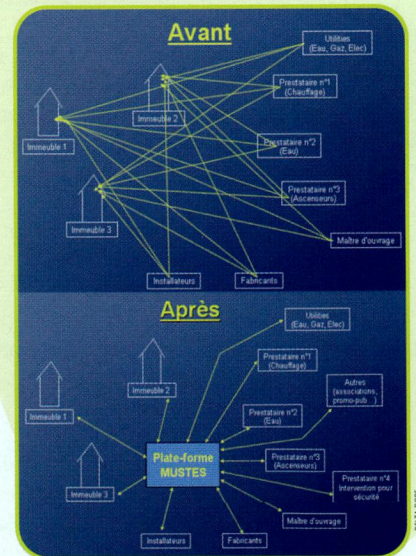 Avant
Utilities
(Eau, Gaz, Elec)
Prestataire n°1
(Chauffage)
Immeuble 2
Immeuble 1
Prestataire n°2
(Eau)
Prestataire n°3
(Ascenseurs)
Immeuble 3
Maître d'ouvrage
Installateurs
Fabricants
Après
Utilities
(Eau, Gaz, Elec)
Prestataire n°1
(Chauffage)
Immeuble 2
Autres
(associations,
promo-pub...)
Immeuble 1
Prestataire n°2
(Eau)
Plate-forme
MUSTES
Prestataire n°3
(Ascenseurs)
Immeuble 3
Prestataire n°4
Intervention pour
sécurité
Maître d'ouvrage
Installateurs
Fabricants